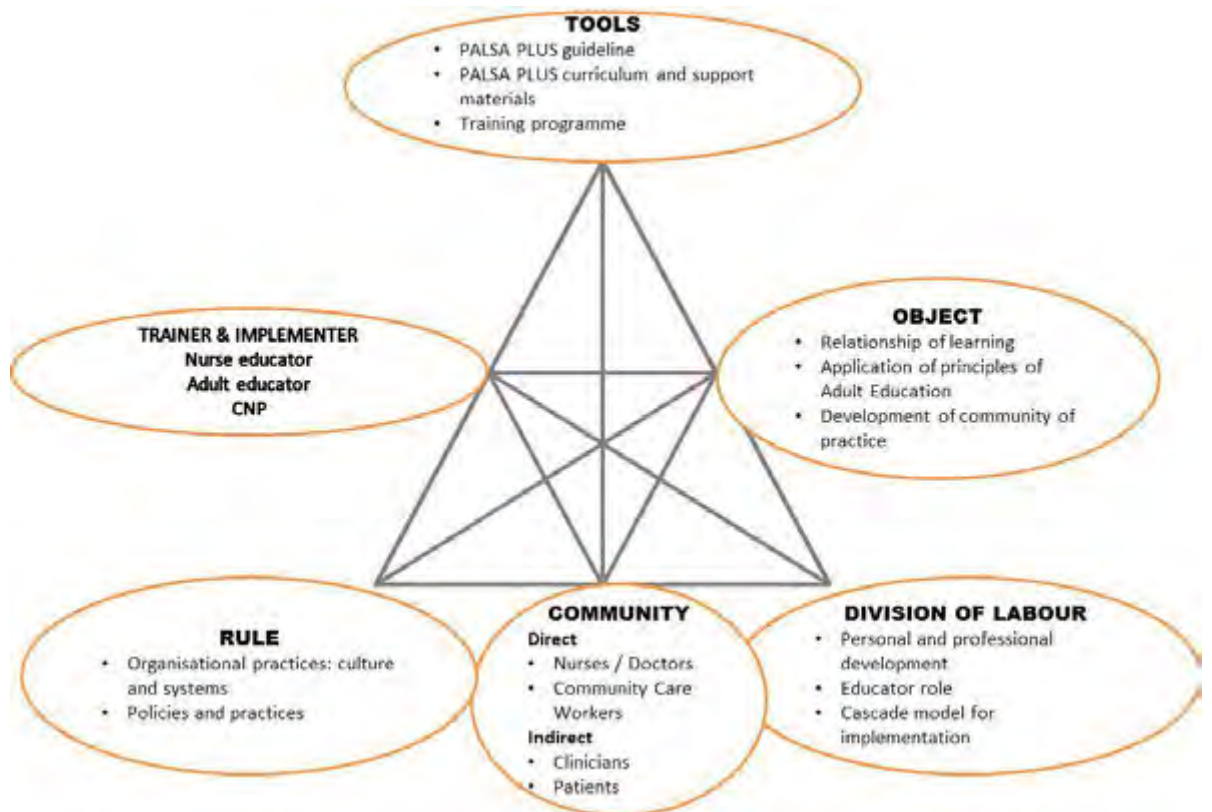 TOOLS
• PALSA PLUS guideline
• PALSA PLUS curriculum and support
materials
• Training programme
TRAINER & IMPLEMENTER
Nurse educator
Adult educator
CNP
OBJECT
• Relationship of learning
• Application of principles of
Adult Education
• Development of community of
practice
RULE
• Organisational practices: culture
and systems
• Policies and practices
COMMUNITY
Direct
• Nurses / Doctors
• Community Care
Workers
Indirect
• Clinicians
• Patients
DIVISION OF LABOUR
• Personal and professional
development
• Educator role
• Cascade model for
implementation